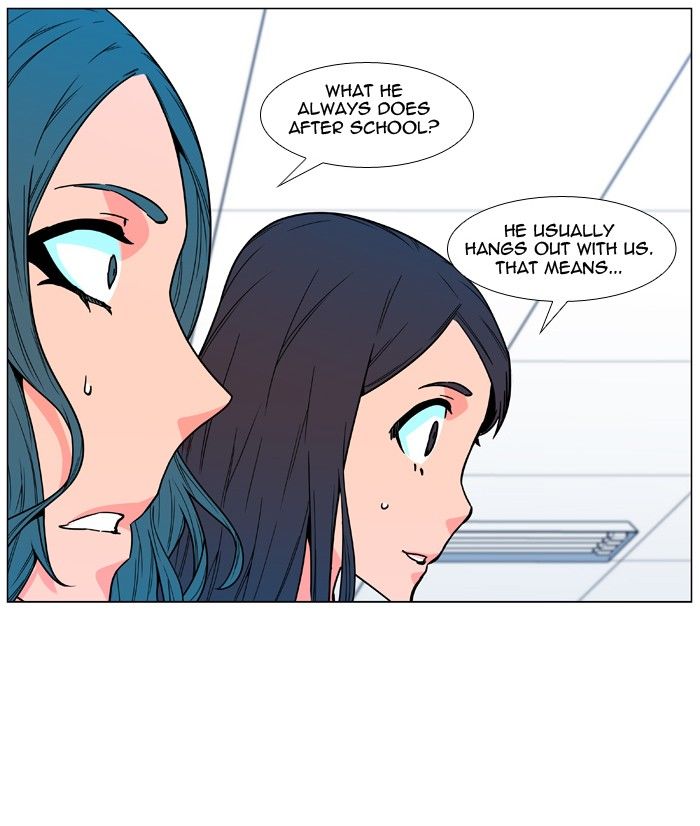 WHAT HE
ALWAYS DOES
AFTER SCHOOL?
HE USUALLY
HANGS OUT WITH US.
THAT MEANS...